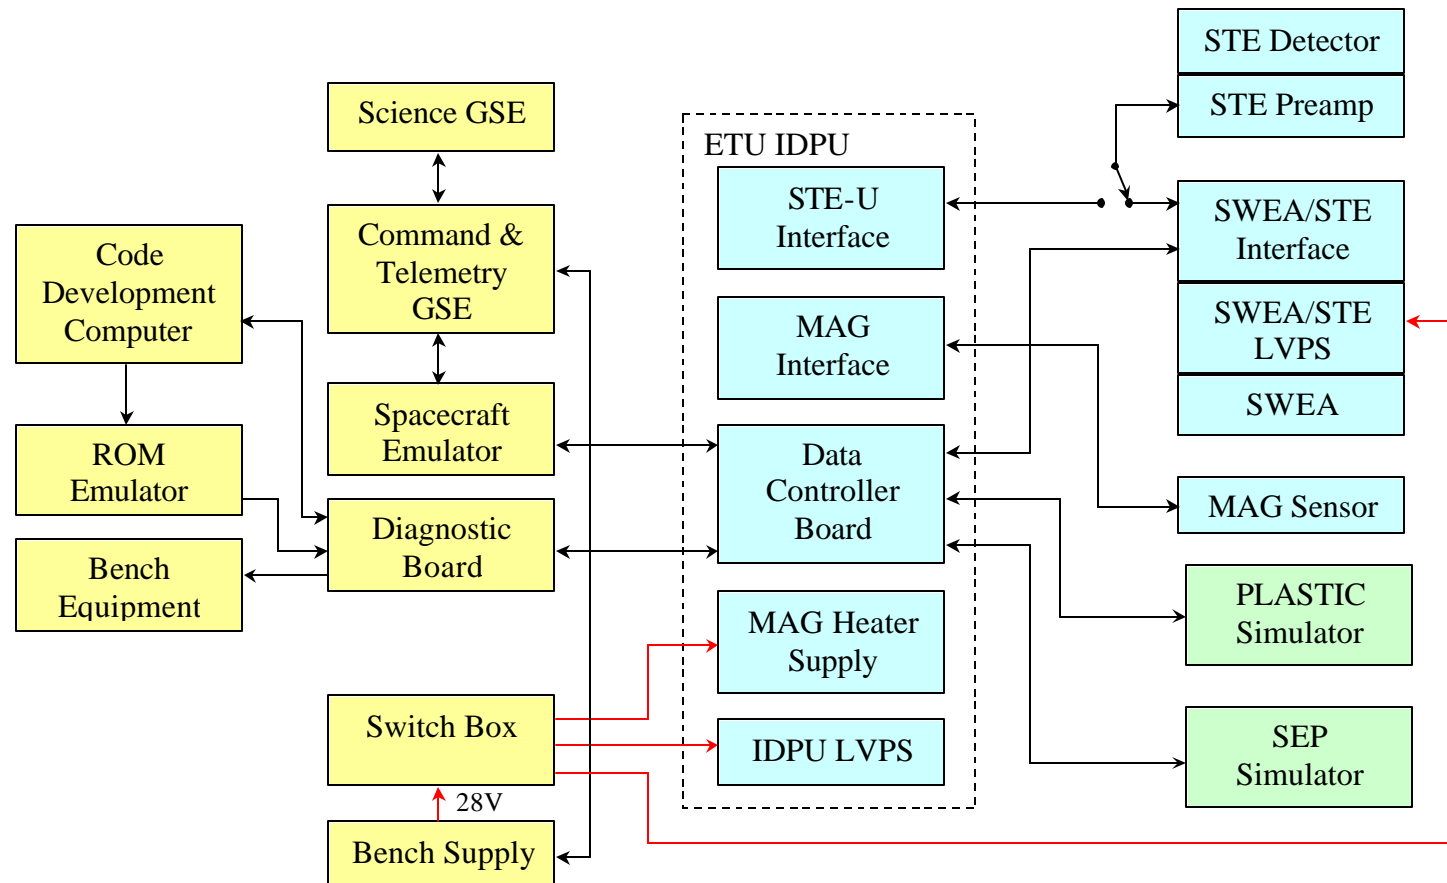 STE Detector
STE Preamp
Science GSE
ETU IDPU
STE-U
Interface
SWEA/STE
Interface
Command &
Telemetry
GSE
Code
Development
Computer
MAG
Interface
SWEA/STE
LVPS
SWEA
Spacecraft
Emulator
ROM
Emulator
Data
Controller
Board
MAG Sensor
Diagnostic
Board
Bench
Equipment
PLASTIC
Simulator
MAG Heater
Supply
Switch Box
IDPU LVPS
SEP
Simulator
28V
Bench Supply